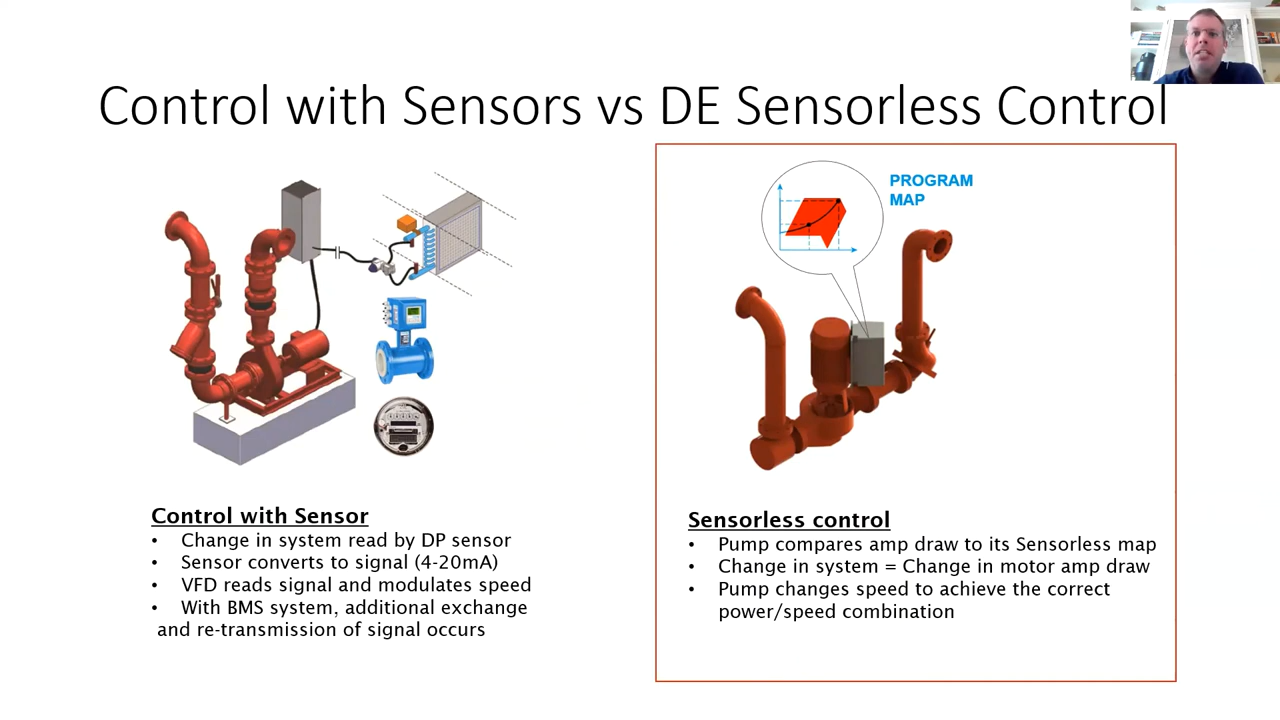 Control with Sensors vs DE Sensorless Control
PROGRAM
MAP
Control with Sensor
• Change in system read by DP sensor
• Sensor converts to signal (4-20mA)
• VFD reads signal and modulates speed
• With BMS system, additional exchange
and re-transmission of signal occurs
Sensorless control
• Pump compares amp draw to its Sensorless map
• Change in system = Change in motor amp draw
• Pump changes speed to achieve the correct
power/speed combination